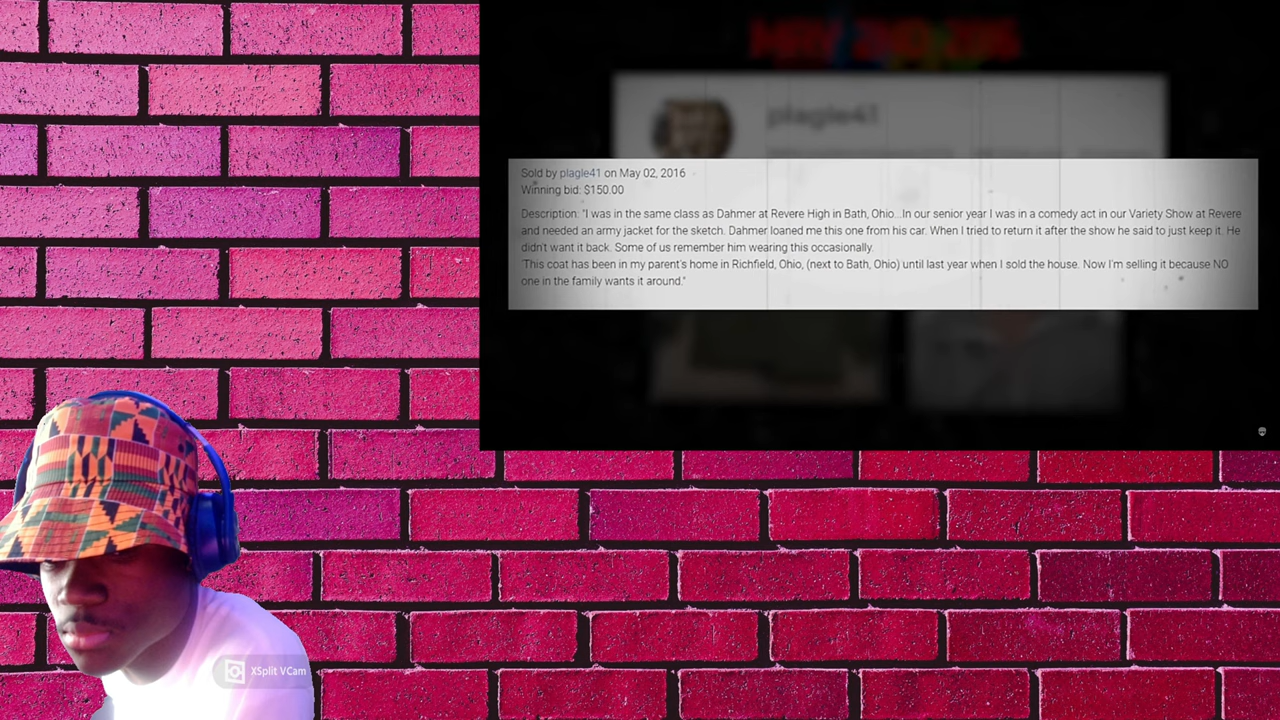 plagle41
Sold by plagle41 on May 02, 2016
Winning bid: $150.00
Description: "I was in the same class as Dahmer at Revere High in Bath, Ohio...In our senior year I was in a comedy act in our Variety Show at Revere
and needed an army jacket for the sketch. Dahmer loaned me this one from his car. When I tried to return it after the show he said to just keep it. He
didn't want it back. Some of us remember him wearing this occasionally.
"This coat has been in my parent's home in Richfield, Ohio, (next to Bath, Ohio) until last year when I sold the house. Now I'm selling it because NO
one in the family wants it around."
XSplit VCam